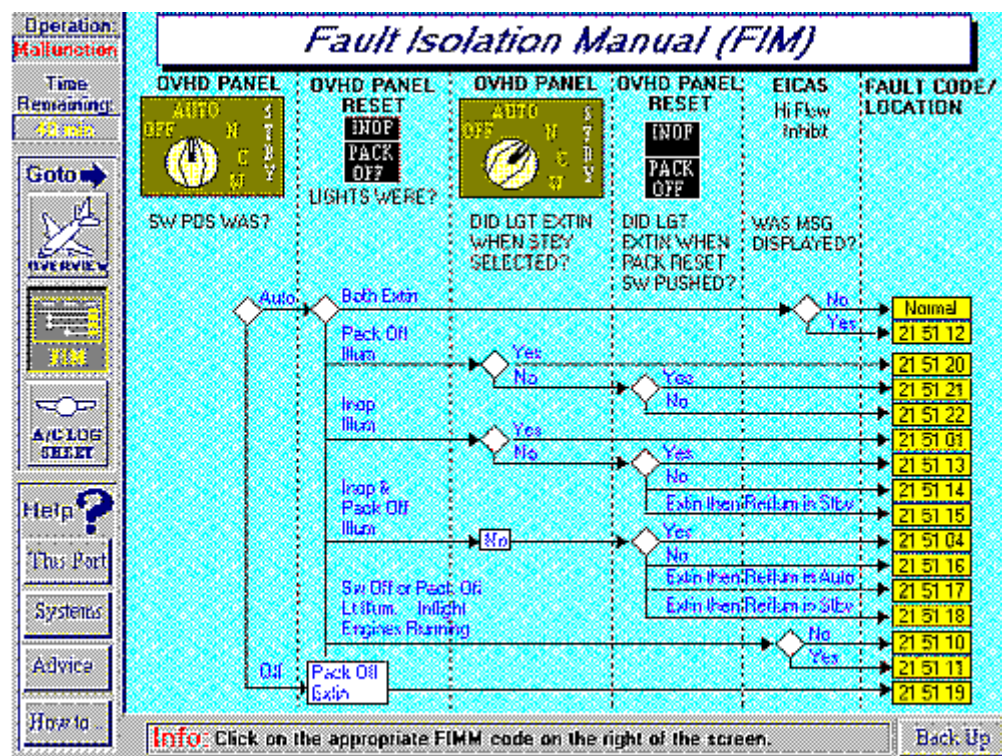 Operation:
Malfunction
Time
Remaining:
42 min
Goto
OVERVIEW
FIM
A/C LOG
SHEET
Help?
This Part
Systems
Advice
How to...
Fault Isolation Manual (FIM)
OVHD PANEL
AUTO
OFF
N
C
W
STBY
SW POS WAS?
OVHD PANEL
RESET
INOP
PACK
OFF
LIGHTS WERE?
OVHD PANEL
AUTO
OFF
N
C
W
STBY
DID LGT EXTIN
WHEN STBY
SELECTED?
OVHD PANEL
RESET
INOP
PACK
OFF
DID LGT
EXTIN WHEN
PACK RESET
SW PUSHED?
EICAS
Hi Flow
Inhibit
WAS MSG
DISPLAYED?
FAULT CODE/
LOCATION
Auto
Both Extin
No
Normal
Yes
21 51 12
Pack Off
Illum
Yes
21 51 20
No
Yes
21 51 21
No
21 51 22
Inop
Illum
Yes
21 51 01
No
Yes
21 51 13
No
21 51 14
Extin then Reillum in Stby
21 51 15
Inop &
Pack Off
Illum
No
Yes
21 51 04
No
21 51 16
Extin then Reillum in Auto
21 51 17
Extin then Reillum in Stby
21 51 18
Sw Off or Pack Off
Lt Illum. Inflight
Engines Running
No
21 51 10
Yes
21 51 11
Off
Pack Off
Extin
21 51 19
Info: Click on the appropriate FIMM code on the right of the screen.
Back Up